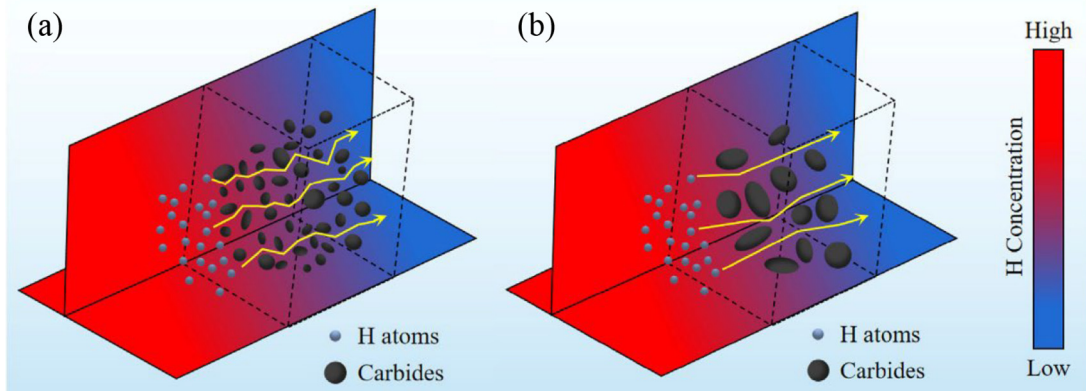 (a)
H atoms
Carbides
(b)
H atoms
Carbides
High
H Concentration
Low